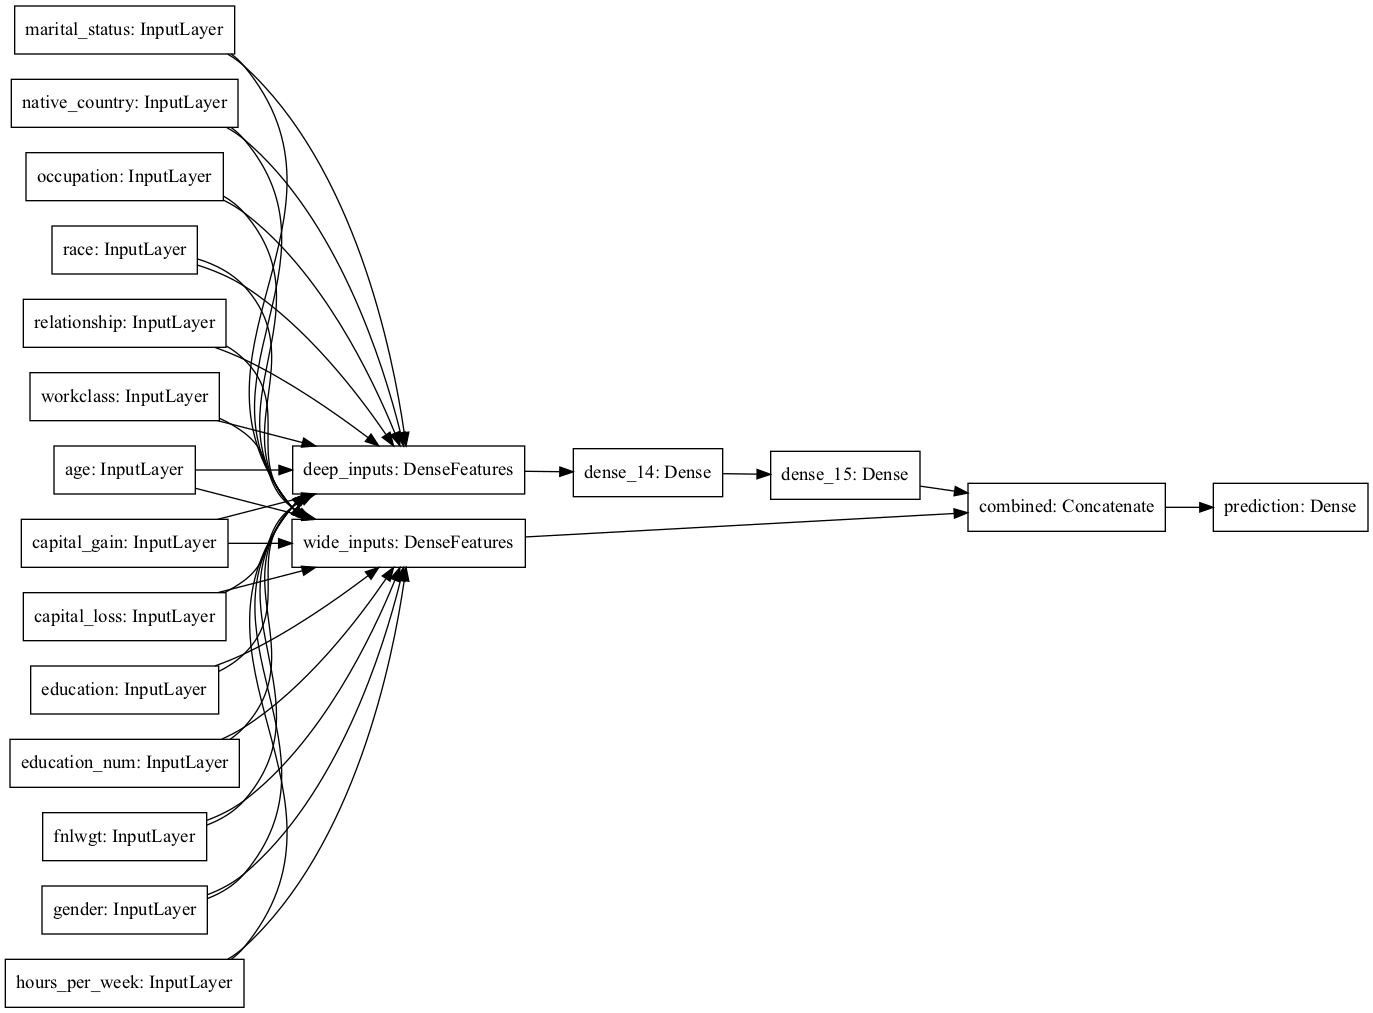 marital_status: InputLayer
native_country: InputLayer
occupation: InputLayer
race: InputLayer
relationship: InputLayer
workclass: InputLayer
age: InputLayer
capital_gain: InputLayer
capital_loss: InputLayer
education: InputLayer
education_num: InputLayer
fnlwgt: InputLayer
gender: InputLayer
hours_per_week: InputLayer
deep_inputs: DenseFeatures
wide_inputs: DenseFeatures
dense_14: Dense
dense_15: Dense
combined: Concatenate
prediction: Dense